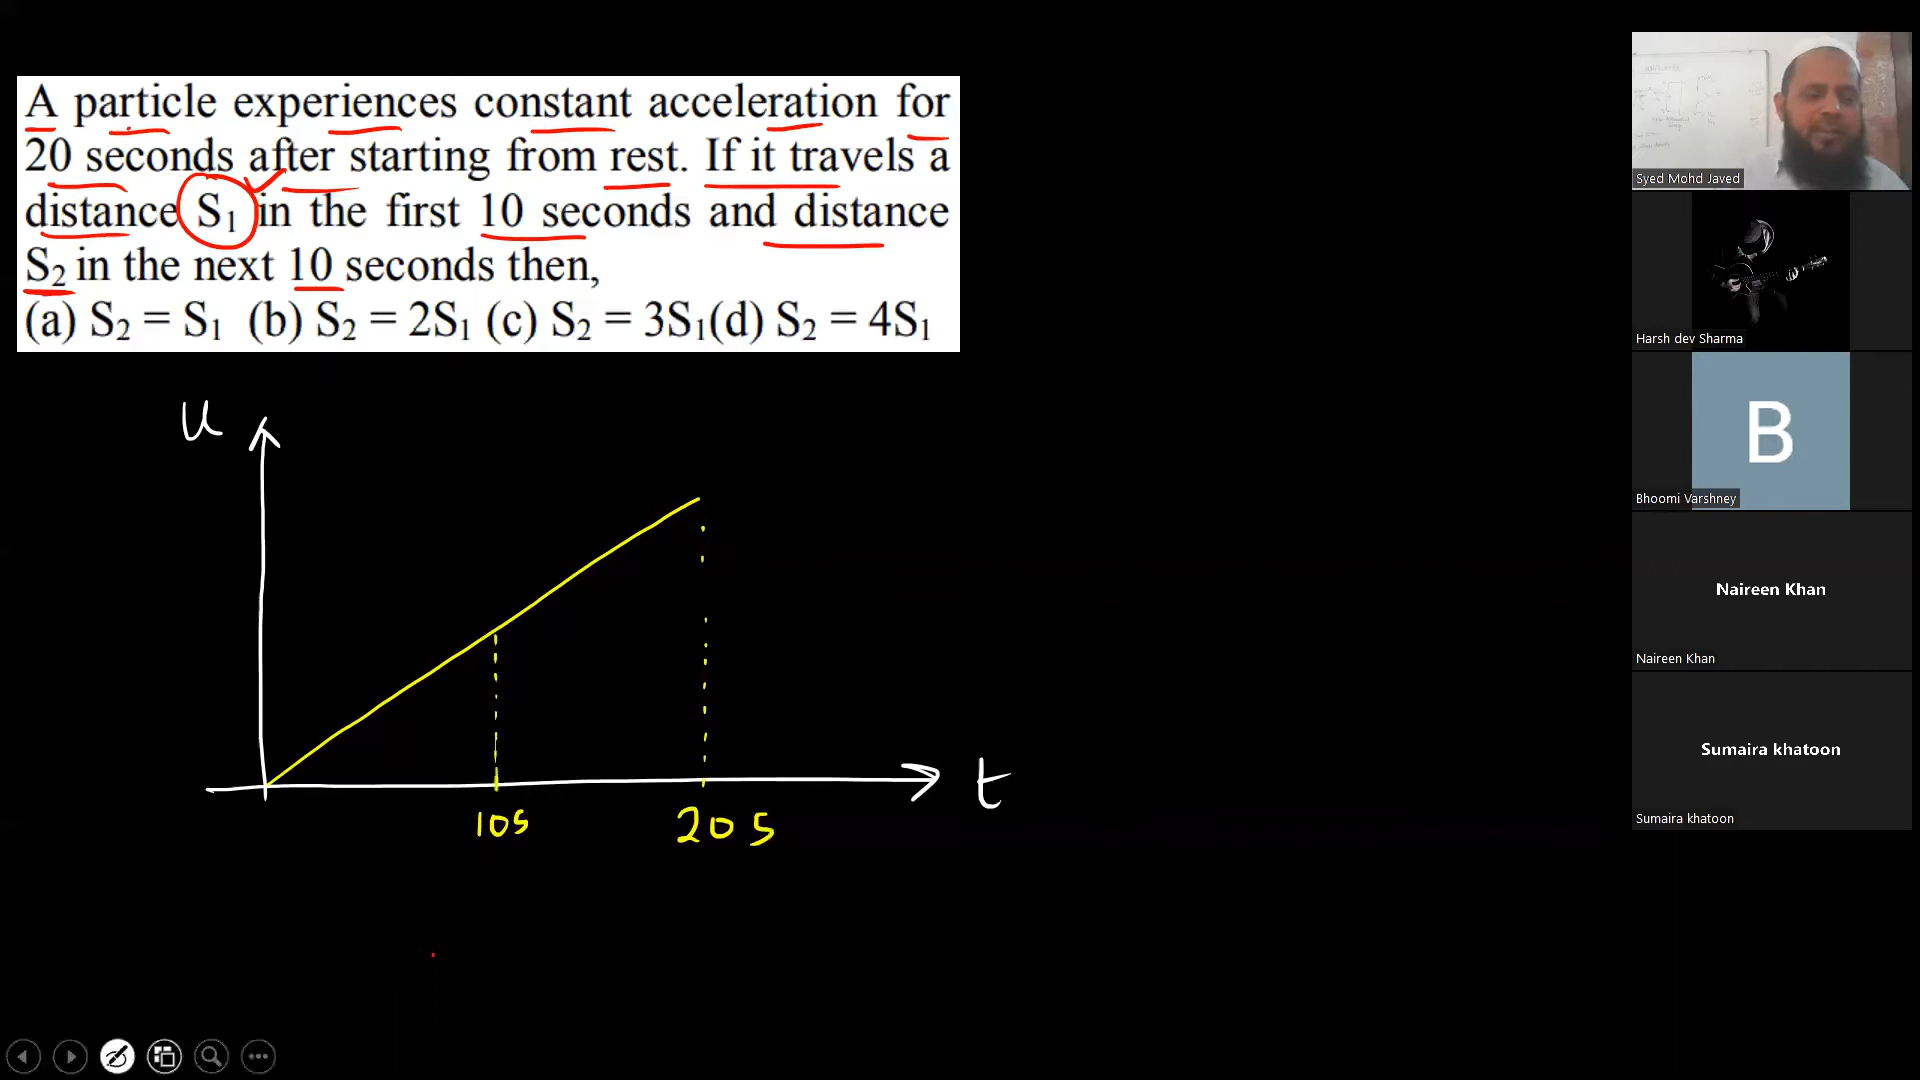 A particle experiences constant acceleration for
20 seconds after starting from rest. If it travels a
distance S₁ in the first 10 seconds and distance
S₂ in the next 10 seconds then,
(a) S₂ = S₁ (b) S₂ = 2S₁ (c) S₂ = 3S₁(d) S₂ = 4S₁
u
t
10s
20 s
Syed Mohd Javed
Harsh dev Sharma
B
Bhoomi Varshney
Naireen Khan
Naireen Khan
Sumaira khatoon
Sumaira khatoon